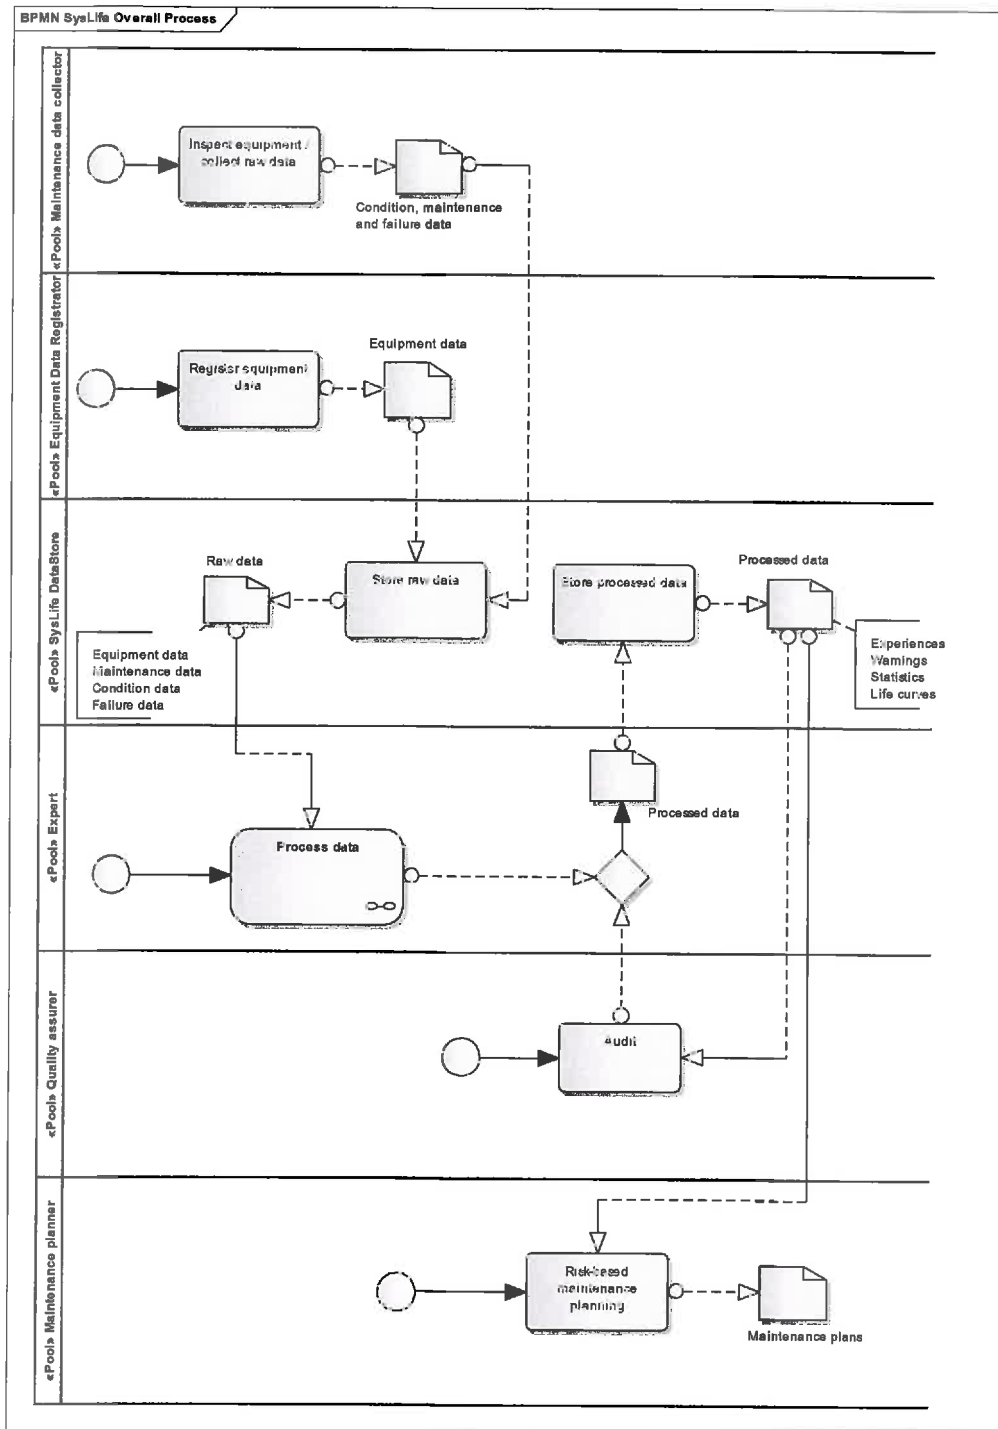 BPMN SysLife Overall Process
«Pool» Maintenance data collector
Inspect equipment /
collect raw data
Condition, maintenance
and failure data
«Pool» Equipment Data Registrator
Register equipment
data
Equipment data
«Pool» SysLife DataStore
Raw data
Store raw data
Store processed data
Processed data
Equipment data
Maintenance data
Condition data
Failure data
Experiences
Warnings
Statistics
Life curves
«Pool» Expert
Process data
Processed data
«Pool» Quality assurer
Audit
«Pool» Maintenance planner
Risk-based
maintenance
planning
Maintenance plans